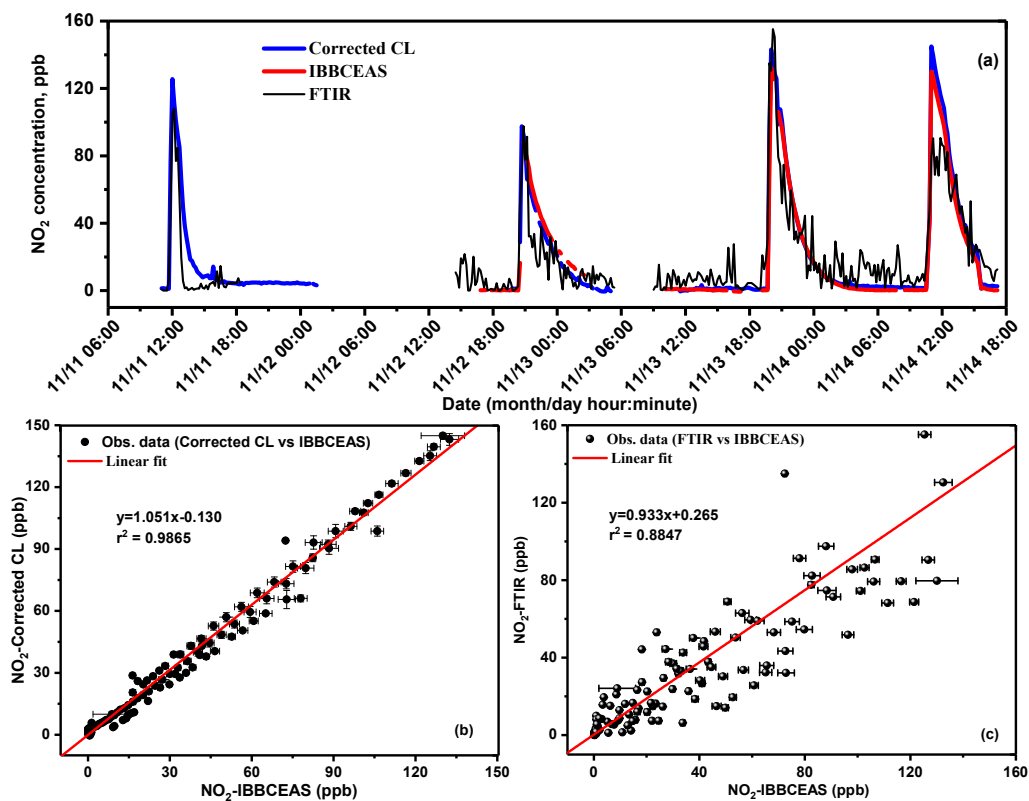 160
120
80
40
0
NO₂ concentration, ppb
Corrected CL
IBBCEAS
FTIR
(a)
11/11 06:00
11/11 12:00
11/11 18:00
11/12 00:00
11/12 06:00
11/12 12:00
11/12 18:00
11/13 00:00
11/13 06:00
11/13 12:00
11/13 18:00
11/14 00:00
11/14 06:00
11/14 12:00
11/14 18:00
Date (month/day hour:minute)
150
120
90
60
30
0
NO₂-Corrected CL (ppb)
Obs. data (Corrected CL vs IBBCEAS)
Linear fit
y=1.051x-0.130
r² = 0.9865
(b)
0 30 60 90 120 150
NO₂-IBBCEAS (ppb)
160
120
80
40
0
NO₂-FTIR (ppb)
Obs. data (FTIR vs IBBCEAS)
Linear fit
y=0.933x+0.265
r² = 0.8847
(c)
0 40 80 120 160
NO₂-IBBCEAS (ppb)